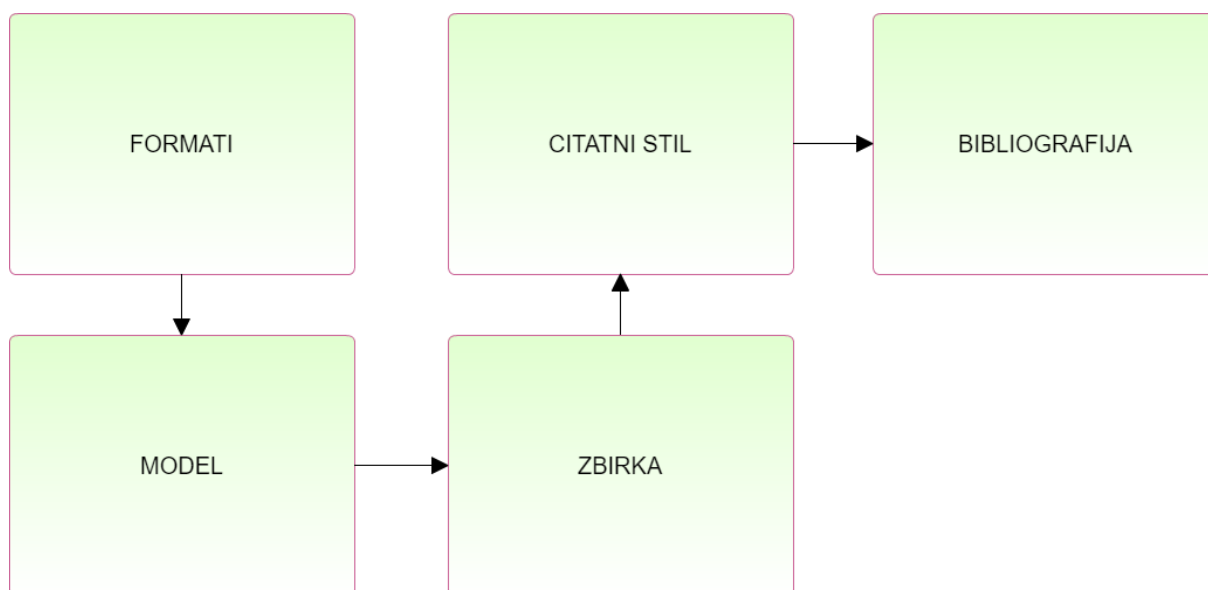 FORMATI
CITATNI STIL
BIBLIOGRAFIJA
MODEL
ZBIRKA